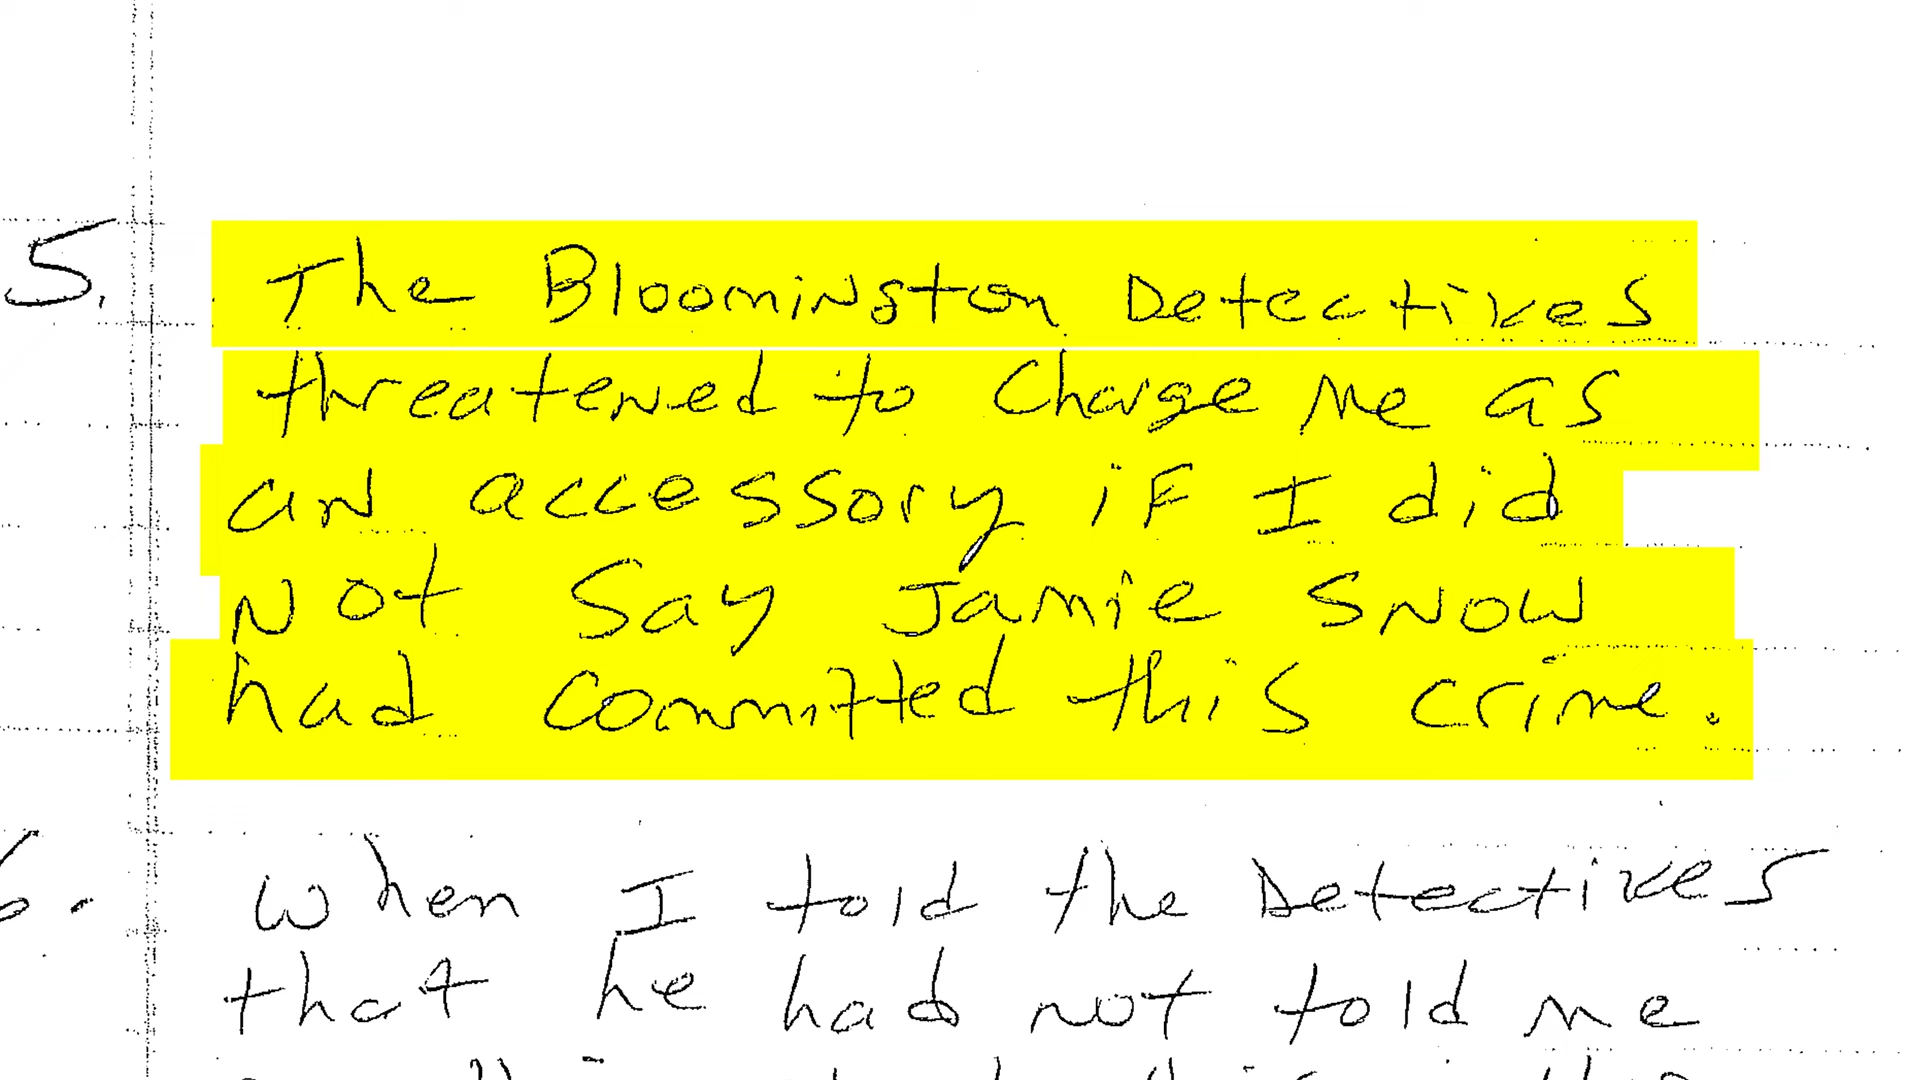 5. The Bloomington Detectives
threatened to charge me as
an accessory if I did
not say Jamie Snow
had committed this crime.
6. When I told the Detectives
that he had not told me